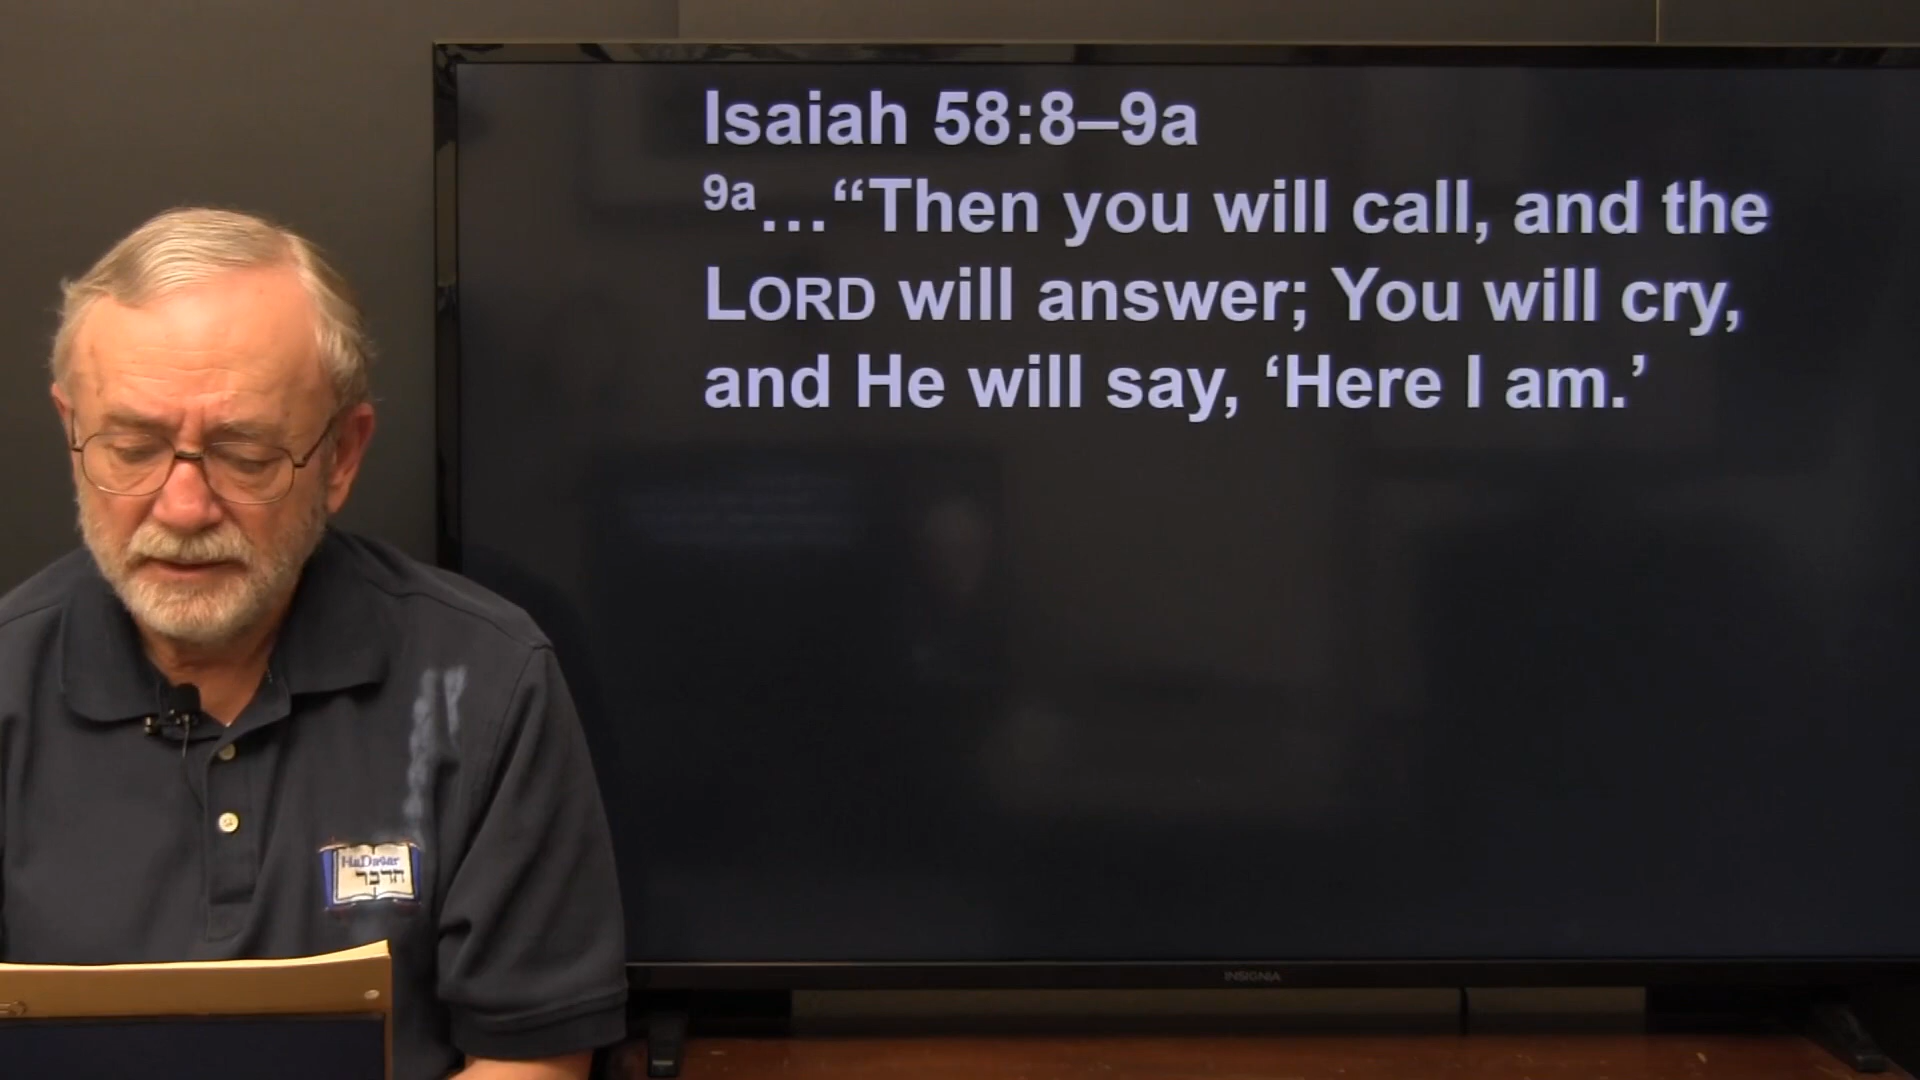 Isaiah 58:8–9a
9a…“Then you will call, and the
LORD will answer; You will cry,
and He will say, ‘Here I am.’
HaDavar
הדבר
INSIGNIA